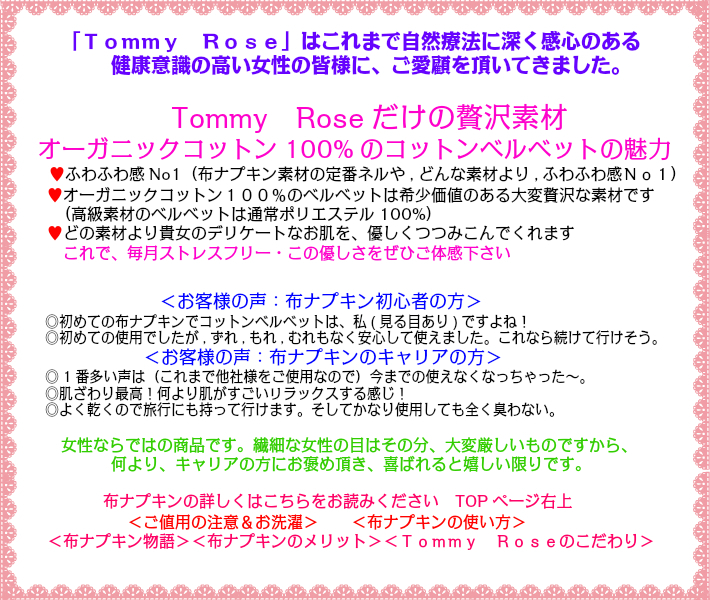 「Ｔｏｍｍｙ　Ｒｏｓｅ」はこれまで自然療法に深く感心のある
健康意識の高い女性の皆様に、ご愛顧を頂いてきました。
Tommy　Rose だけの贅沢素材
オーガニックコットン 100% のコットンベルベットの魅力
♥ふわふわ感 No1（布ナプキン素材の定番ネルや , どんな素材より , ふわふわ感Ｎｏ１）
♥オーガニックコットン１００％のベルベットは希少価値のある大変贅沢な素材です
（高級素材のベルベットは通常ポリエステル 100%）
♥どの素材より貴女のデリケートなお肌を、優しくつつみこんでくれます
これで、毎月ストレスフリー・この優しさをぜひご体感下さい
＜お客様の声：布ナプキン初心者の方＞
◎初めての布ナプキンでコットンベルベットは、私 ( 見る目あり ) ですよね！
◎初めての使用でしたが , ずれ , もれ , むれもなく安心して使えました。これなら続けて行けそう。
＜お客様の声：布ナプキンのキャリアの方＞
◎１番多い声は（これまで他社様をご使用なので）今までの使えなくなっちゃった〜。
◎肌ざわり最高！何より肌がすごいリラックスする感じ！
◎よく乾くので旅行にも持って行けます。そしてかなり使用しても全く臭わない。
女性ならではの商品です。繊細な女性の目はその分、大変厳しいものですから、
何より、キャリアの方にお褒め頂き、喜ばれると嬉しい限りです。
布ナプキンの詳しくはこちらをお読みください　TOP ページ右上
＜ご値用の注意＆お洗濯＞　　＜布ナプキンの使い方＞
＜布ナプキン物語＞＜布ナプキンのメリット＞＜Ｔｏｍｍｙ　Ｒｏｓｅのこだわり＞